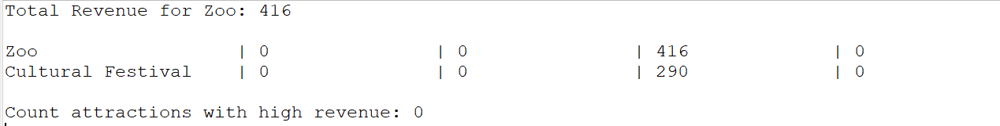 Total Revenue for Zoo: 416
Zoo | 0 | 0 | 416 | 0
Cultural Festival | 0 | 0 | 290 | 0
Count attractions with high revenue: 0